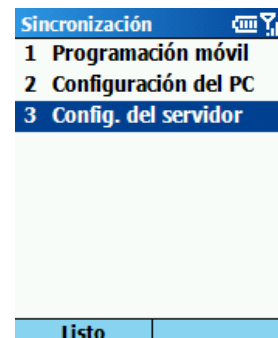 Sincronización
1 Programación móvil
2 Configuración del PC
3 Config. del servidor
Listo